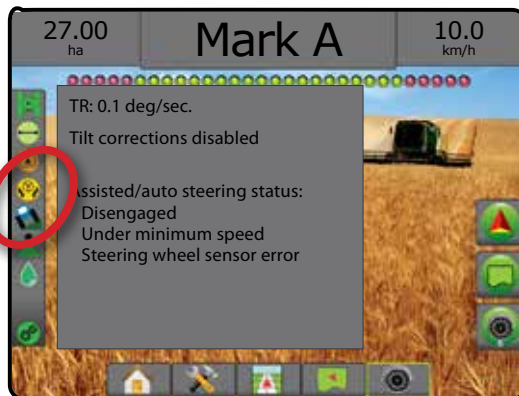 27.00
ha
Mark A
10.0
km/h
TR: 0.1 deg/sec.
Tilt corrections disabled
Assisted/auto steering status:
Disengaged
Under minimum speed
Steering wheel sensor error